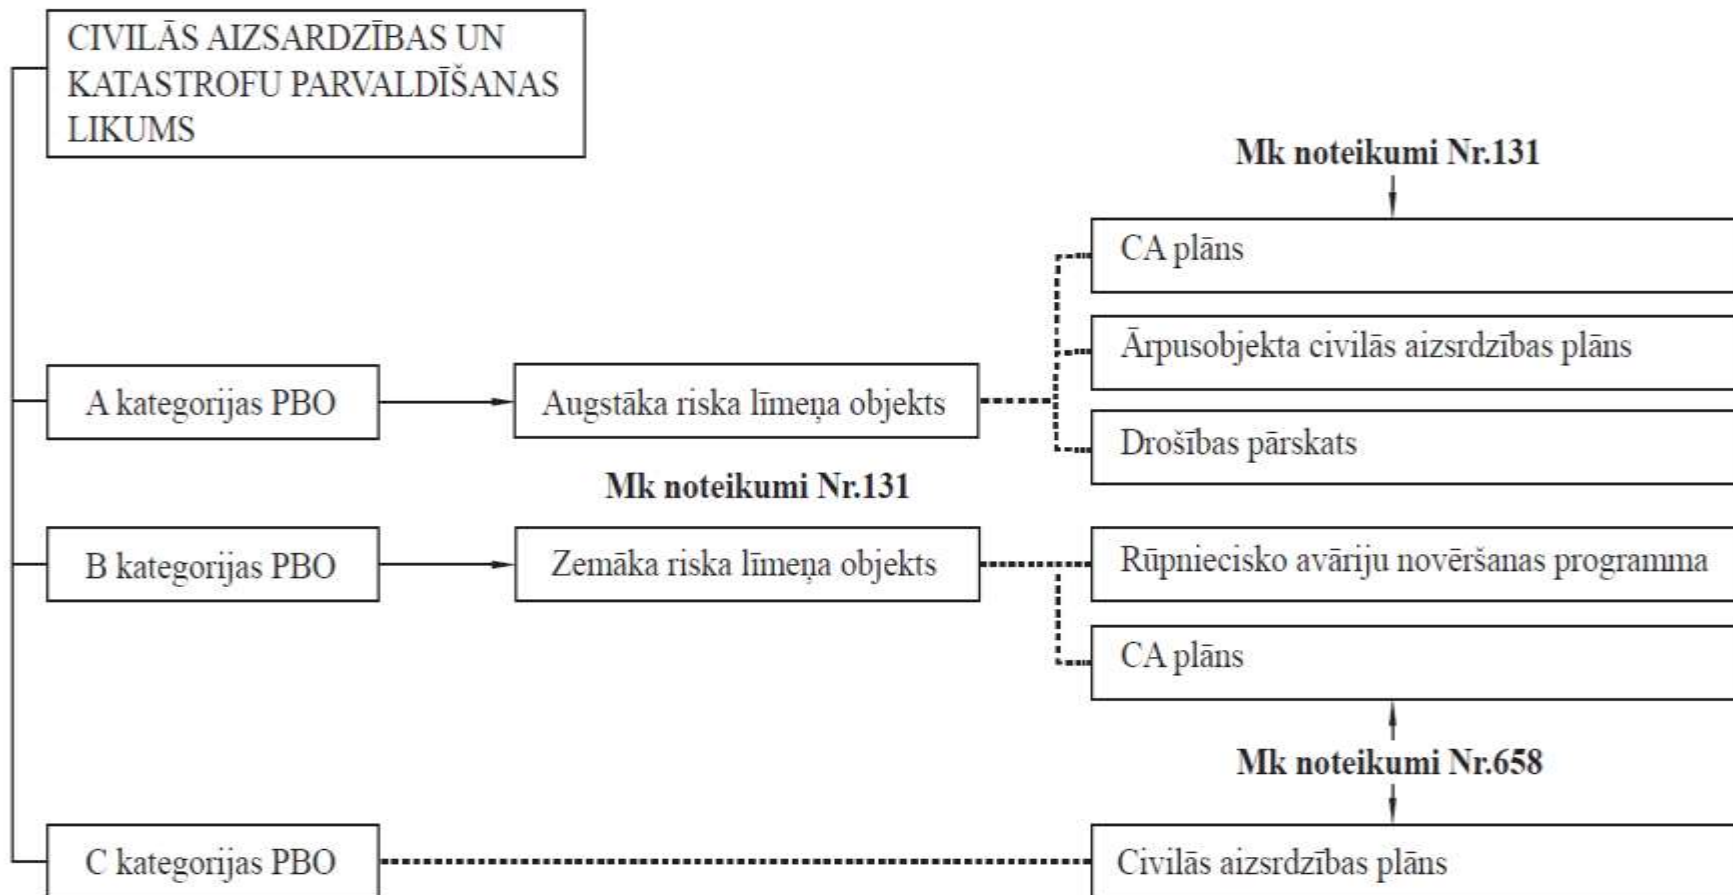 CIVILĀS AIZSARDZĪBAS UN
KATASTROFU PARVALDĪŠANAS
LIKUMS
Mk noteikumi Nr.131
CA plāns
Ārpusobjekta civilās aizsrdzības plāns
A kategorijas PBO
Augstāka riska līmeņa objekts
Drošības pārskats
Mk noteikumi Nr.131
B kategorijas PBO
Zemāka riska līmeņa objekts
Rūpniecisko avāriju novēršanas programma
CA plāns
Mk noteikumi Nr.658
C kategorijas PBO
Civilās aizsrdzības plāns